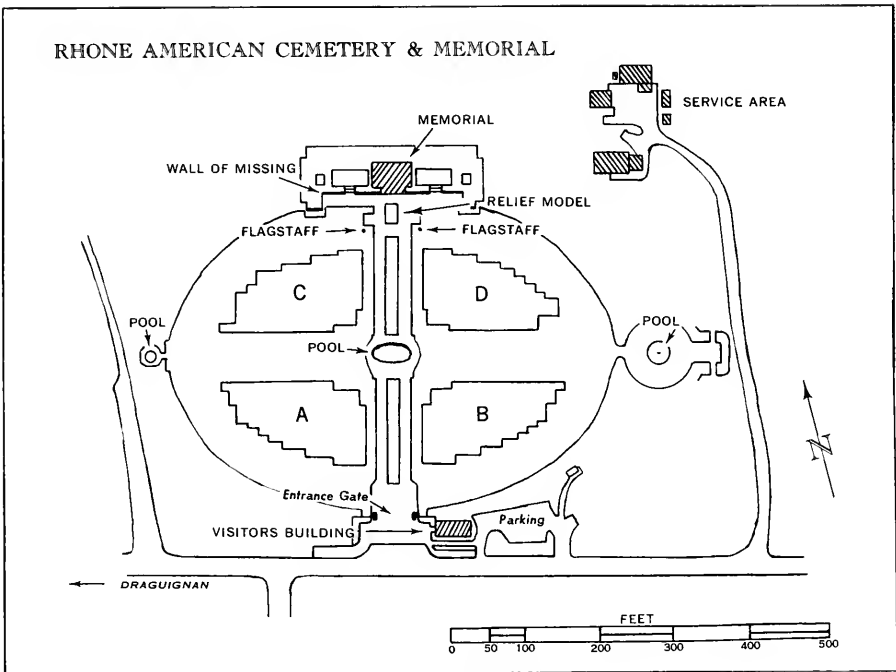 RHONE AMERICAN CEMETERY & MEMORIAL
SERVICE AREA
MEMORIAL
WALL OF MISSING
RELIEF MODEL
FLAGSTAFF
FLAGSTAFF
C
D
POOL
POOL
POOL
A
B
N
Entrance Gate
Parking
VISITORS BUILDING
DRAGUIGNAN
FEET
0 50 100 200 300 400 500